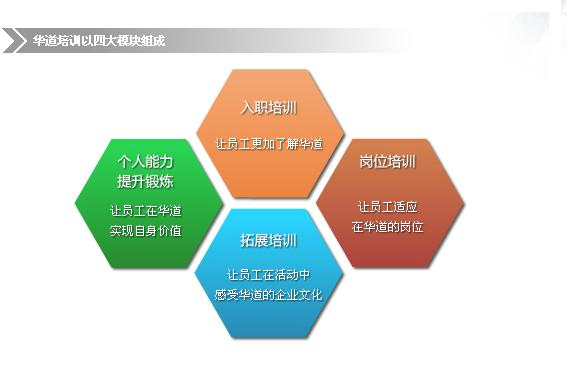 华道培训以四大模块组成
入职培训
让员工更加了解华道
个人能力
提升锻炼
让员工在华道
实现自身价值
岗位培训
让员工适应
在华道的岗位
拓展培训
让员工在活动中
感受华道的企业文化